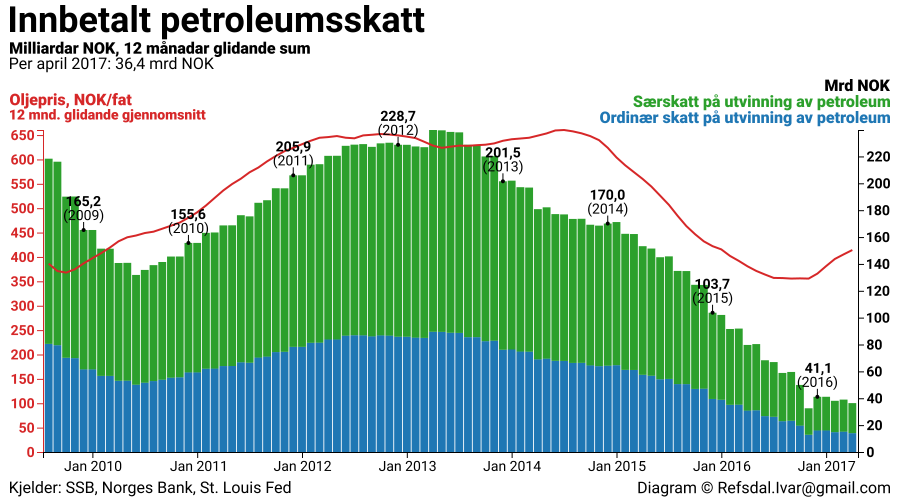 Innbetalt petroleumsskatt
Milliardar NOK, 12 månadar glidande sum
Per april 2017: 36,4 mrd NOK
Mrd NOK
Oljepris, NOK/fat
Særskatt på utvinning av petroleum
12 mnd. glidande gjennomsnitt
Ordinær skatt på utvinning av petroleum
650
600
550
500
450
400
350
300
250
200
150
100
50
0
165,2
(2009)
155,6
(2010)
205,9
(2011)
228,7
(2012)
201,5
(2013)
170,0
(2014)
103,7
(2015)
41,1
(2016)
220
200
180
160
140
120
100
80
60
40
20
0
Jan 2010
Jan 2011
Jan 2012
Jan 2013
Jan 2014
Jan 2015
Jan 2016
Jan 2017
Kjelder: SSB, Norges Bank, St. Louis Fed
Diagram © Refsdal.Ivar@gmail.com